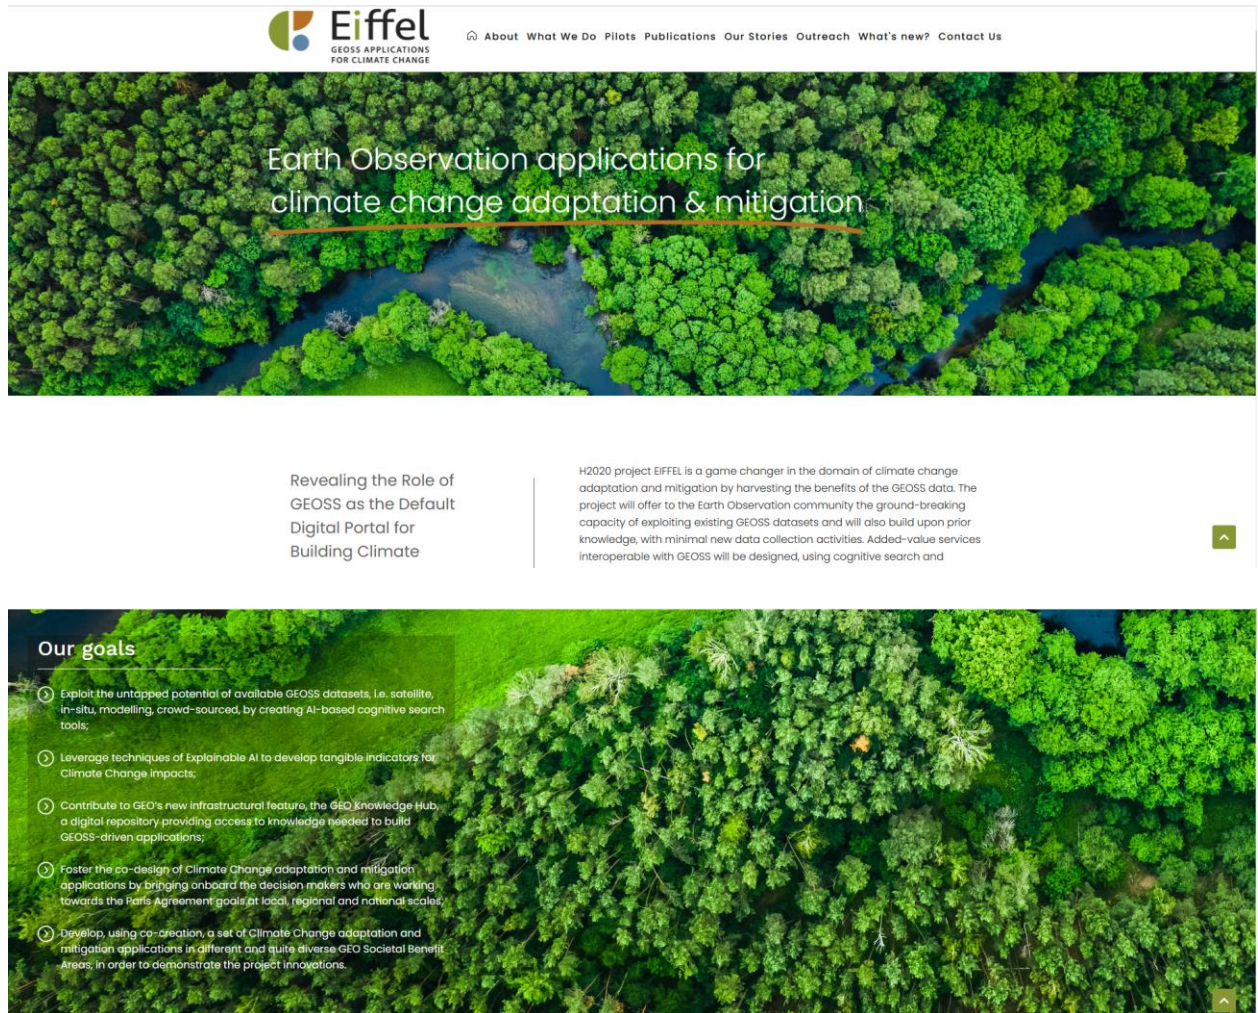 Eiffel
GEOSS APPLICATIONS
FOR CLIMATE CHANGE
About What We Do Pilots Publications Our Stories Outreach What's new? Contact Us
Earth Observation applications for
climate change adaptation & mitigation
Revealing the Role of
GEOSS as the Default
Digital Portal for
Building Climate
H2020 project EIFFEL is a game changer in the domain of climate change
adaptation and mitigation by harvesting the benefits of the GEOSS data. The
project will offer to the Earth Observation community the ground-breaking
capacity of exploiting existing GEOSS datasets and will also build upon prior
knowledge, with minimal new data collection activities. Added-value services
interoperable with GEOSS will be designed, using cognitive search and
Our goals
Exploit the untapped potential of available GEOSS datasets, i.e. satellite,
in-situ, modelling, crowd-sourced, by creating AI-based cognitive search
tools;
Leverage techniques of Explainable AI to develop tangible indicators for
Climate Change impacts;
Contribute to GEO's new infrastructural feature, the GEO Knowledge Hub,
a digital repository providing access to knowledge needed to build
GEOSS-driven applications;
Foster the co-design of Climate Change adaptation and mitigation
applications by bringing onboard the decision makers who are working
towards the Paris Agreement goals at local, regional and national scales;
Develop, using co-creation, a set of Climate Change adaptation and
mitigation applications in different and quite diverse GEO Societal Benefit
Areas, in order to demonstrate the project innovations.